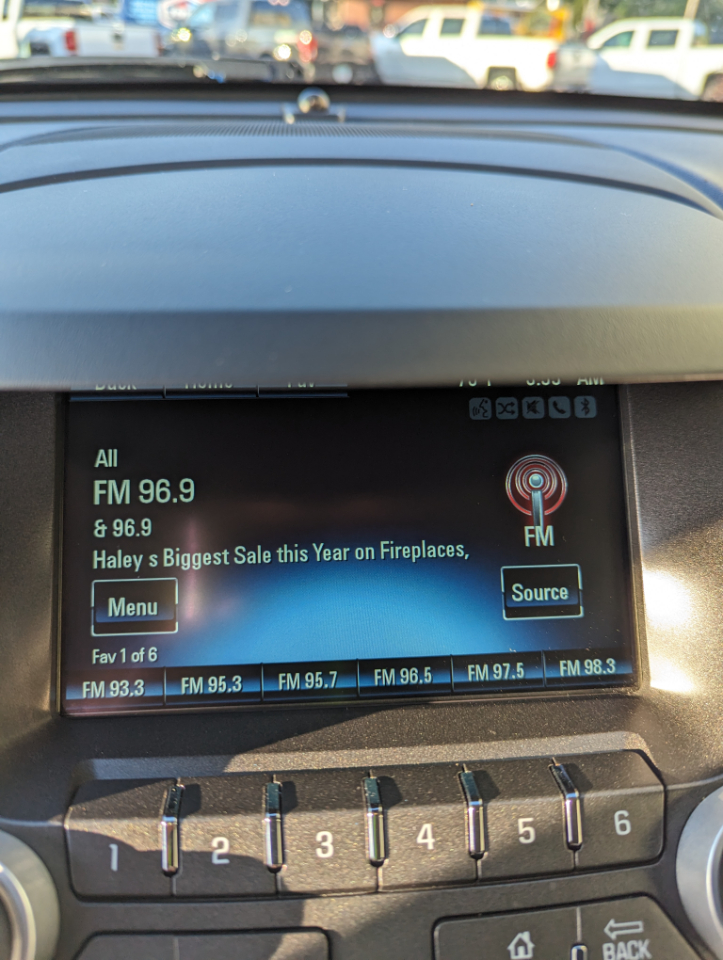 AM
All
FM 96.9
& 96.9
FM
Haley s Biggest Sale this Year on Fireplaces,
Menu
Source
Fav 1 of 6
FM 93.3 FM 95.3 FM 95.7 FM 96.5 FM 97.5 FM 98.3
1 2 3 4 5 6
BACK